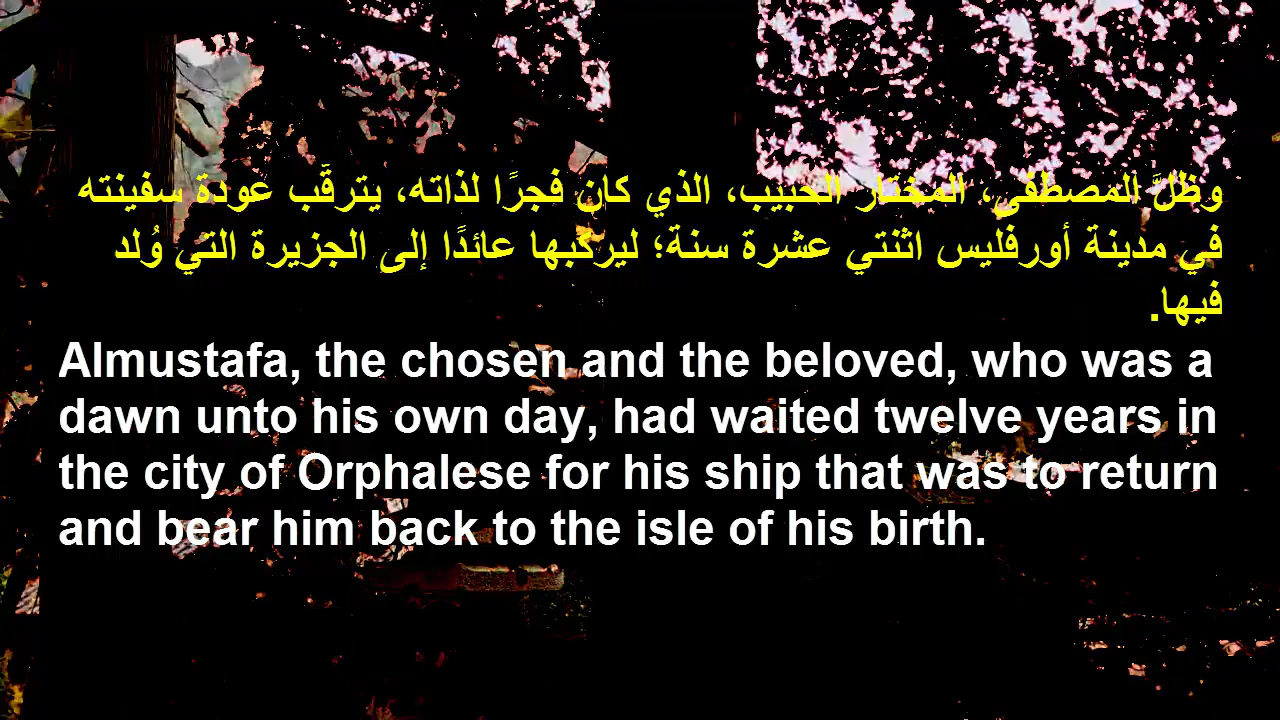 وظلَّ المصطفى، المختار الحبيب، الذي كان فجرًا لذاته، يترقَّب عودة سفينته
في مدينة أورفليس اثنتي عشرة سنة؛ ليركبها عائدًا إلى الجزيرة التي وُلد
فيها.
Almustafa, the chosen and the beloved, who was a
dawn unto his own day, had waited twelve years in
the city of Orphalese for his ship that was to return
and bear him back to the isle of his birth.